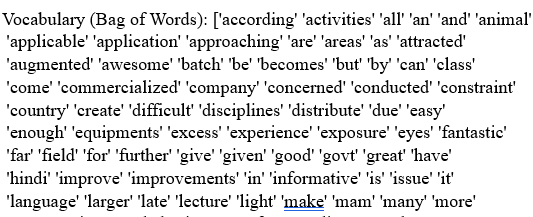 Vocabulary (Bag of Words): ['according' 'activities' 'all' 'an' 'and' 'animal'
'applicable' 'application' 'approaching' 'are' 'areas' 'as' 'attracted'
'augmented' 'awesome' 'batch' 'be' 'becomes' 'but' 'by' 'can' 'class'
'come' 'commercialized' 'company' 'concerned' 'conducted' 'constraint'
'country' 'create' 'difficult' 'disciplines' 'distribute' 'due' 'easy'
'enough' 'equipments' 'excess' 'experience' 'exposure' 'eyes' 'fantastic'
'far' 'field' 'for' 'further' 'give' 'given' 'good' 'govt' 'great' 'have'
'hindi' 'improve' 'improvements' 'in' 'informative' 'is' 'issue' 'it'
'language' 'larger' 'late' 'lecture' 'light' 'make' 'mam' 'many' 'more'